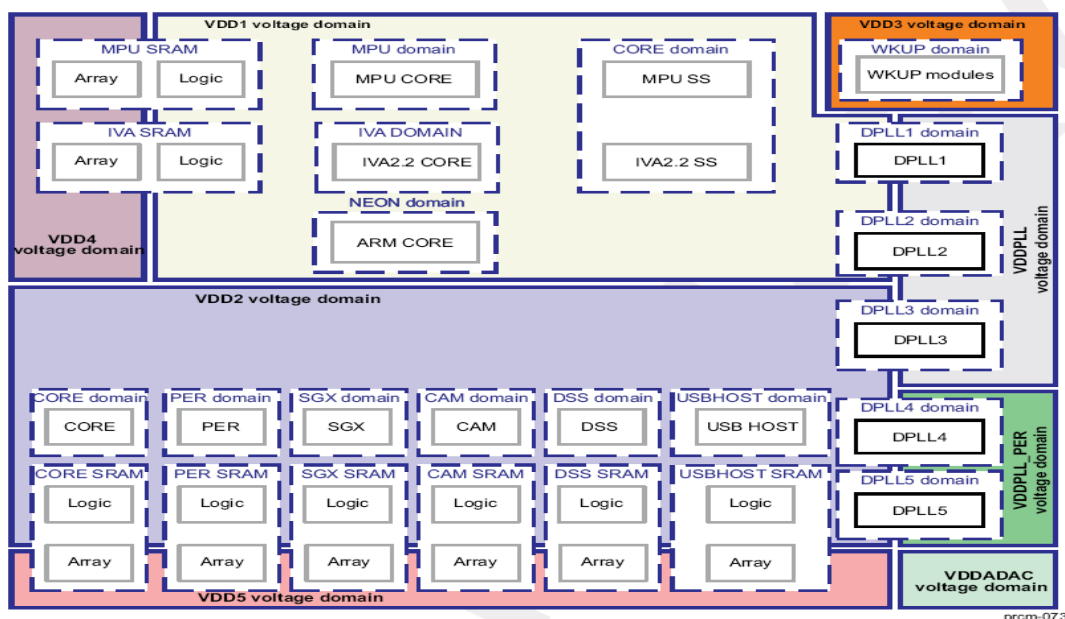 VDD1 voltage domain
VDD3 voltage domain
MPU SRAM
MPU domain
CORE domain
WKUP domain
Array
Logic
MPU CORE
MPU SS
WKUP modules
IVA SRAM
IVA DOMAIN
DPLL1 domain
Array
Logic
IVA2.2 CORE
IVA2.2 SS
DPLL1
NEON domain
ARM CORE
VDD4
voltage domain
DPLL2 domain
DPLL2
VDDPLL
voltage domain
VDD2 voltage domain
DPLL3 domain
DPLL3
CORE domain
PER domain
SGX domain
CAM domain
DSS domain
USBHOST domain
DPLL4 domain
CORE
PER
SGX
CAM
DSS
USB HOST
DPLL4
VDDPLL_PER
voltage domain
CORE SRAM
PER SRAM
SGX SRAM
CAM SRAM
DSS SRAM
USBHOST SRAM
DPLL5 domain
Logic
Logic
Logic
Logic
Logic
Logic
DPLL5
Array
Array
Array
Array
Array
Array
VDD5 voltage domain
VDDADAC
voltage domain
prcm-073